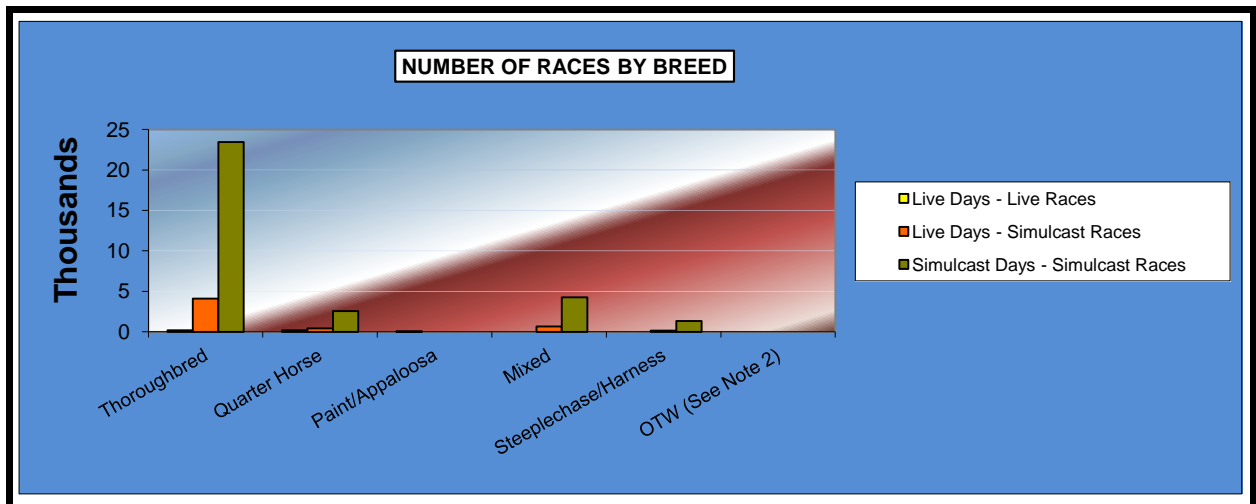 NUMBER OF RACES BY BREED
Thousands
25
20
15
10
5
0
Thoroughbred
Quarter Horse
Paint/Appaloosa
Mixed
Steeplechase/Harness
OTW (See Note 2)
Live Days - Live Races
Live Days - Simulcast Races
Simulcast Days - Simulcast Races